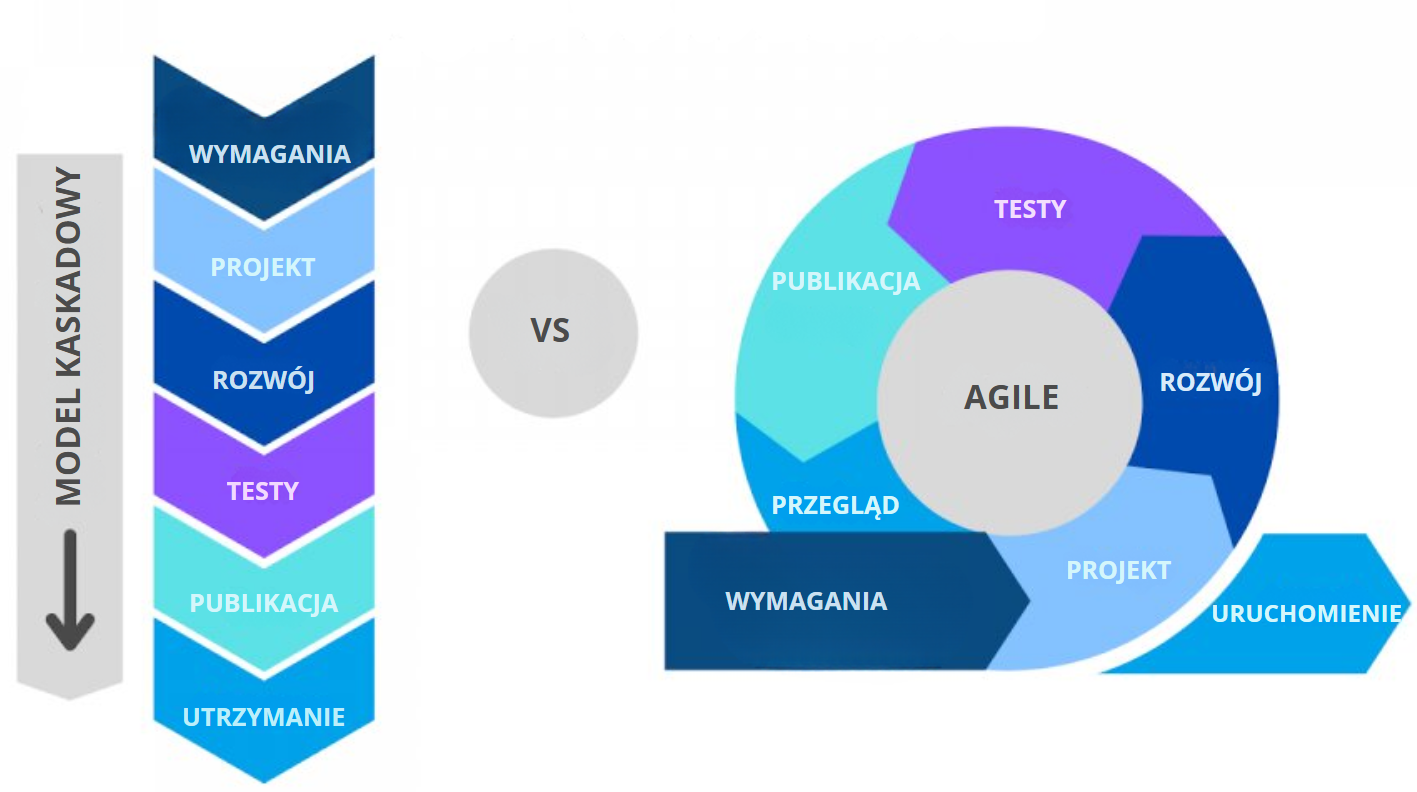 MODEL KASKADOWY
WYMAGANIA
PROJEKT
ROZWÓJ
TESTY
PUBLIKACJA
UTRZYMANIE
VS
AGILE
WYMAGANIA
PROJEKT
ROZWÓJ
TESTY
PUBLIKACJA
PRZEGLĄD
URUCHOMIENIE